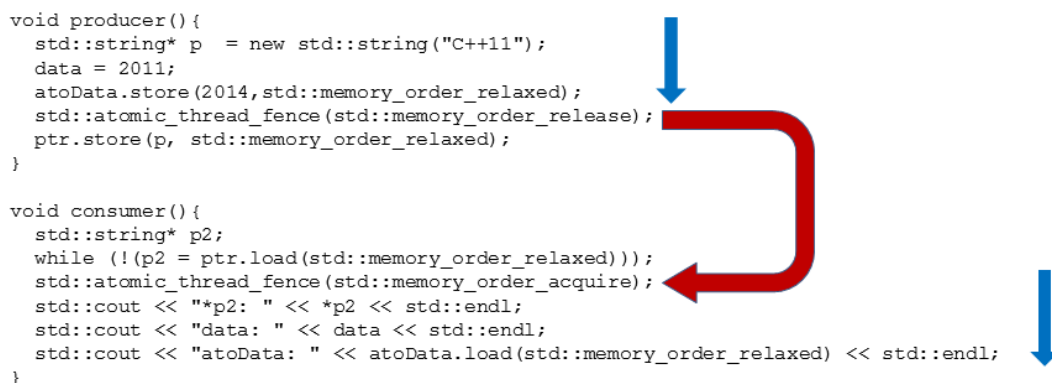 void producer(){
  std::string* p  = new std::string("C++11");
  data = 2011;
  atoData.store(2014,std::memory_order_relaxed);
  std::atomic_thread_fence(std::memory_order_release);
  ptr.store(p, std::memory_order_relaxed);
}
void consumer(){
  std::string* p2;
  while (!(p2 = ptr.load(std::memory_order_relaxed)));
  std::atomic_thread_fence(std::memory_order_acquire);
  std::cout << "*p2: " << *p2 << std::endl;
  std::cout << "data: " << data << std::endl;
  std::cout << "atoData: " << atoData.load(std::memory_order_relaxed) << std::endl;
}